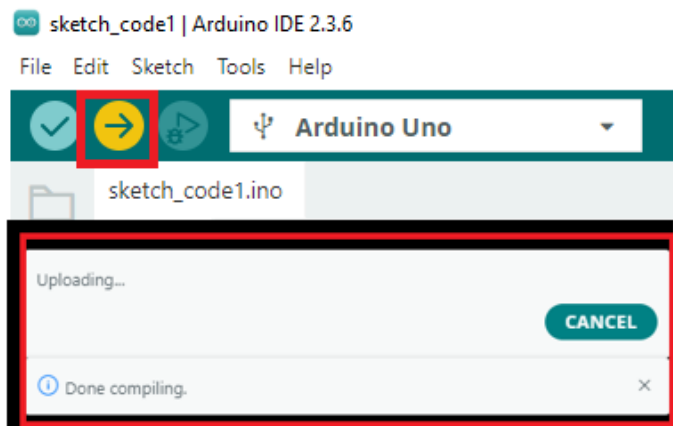 sketch_code1 | Arduino IDE 2.3.6
File Edit Sketch Tools Help
Arduino Uno
sketch_code1.ino
Uploading...
CANCEL
Done compiling.